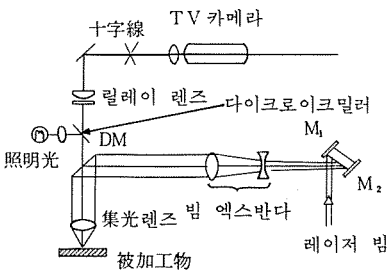 TV카메라
十字線
릴레이 렌즈
다이크로이크밀러
照明光
DM
M₁
M₂
集光렌즈
빔 엑스반다
레이저 빔
被加工物